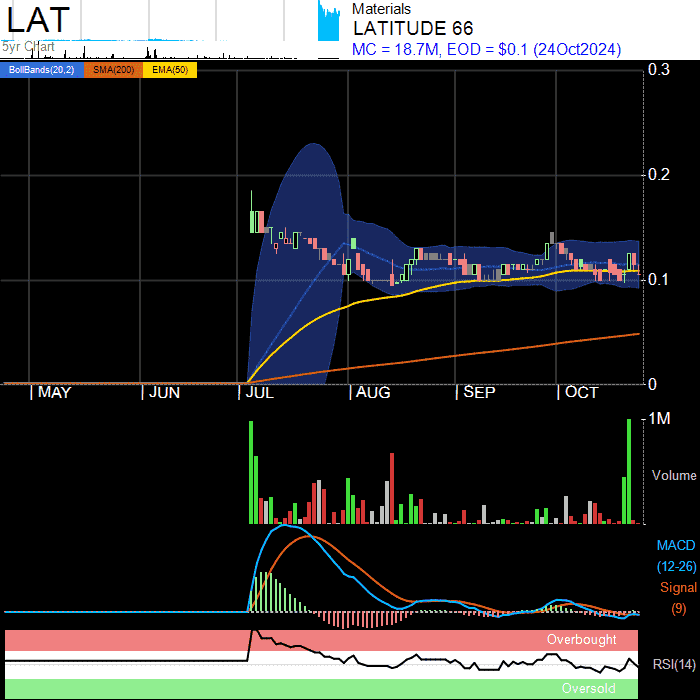 LAT
Materials
LATITUDE 66
5yr Chart
MC = 18.7M, EOD = $0.1 (24Oct2024)
BollBands(20,2) SMA(200) EMA(50)
0.3
0.2
0.1
0
MAY JUN JUL AUG SEP OCT
1M
Volume
MACD
(12-26)
Signal
(9)
Overbought
RSI(14)
Oversold